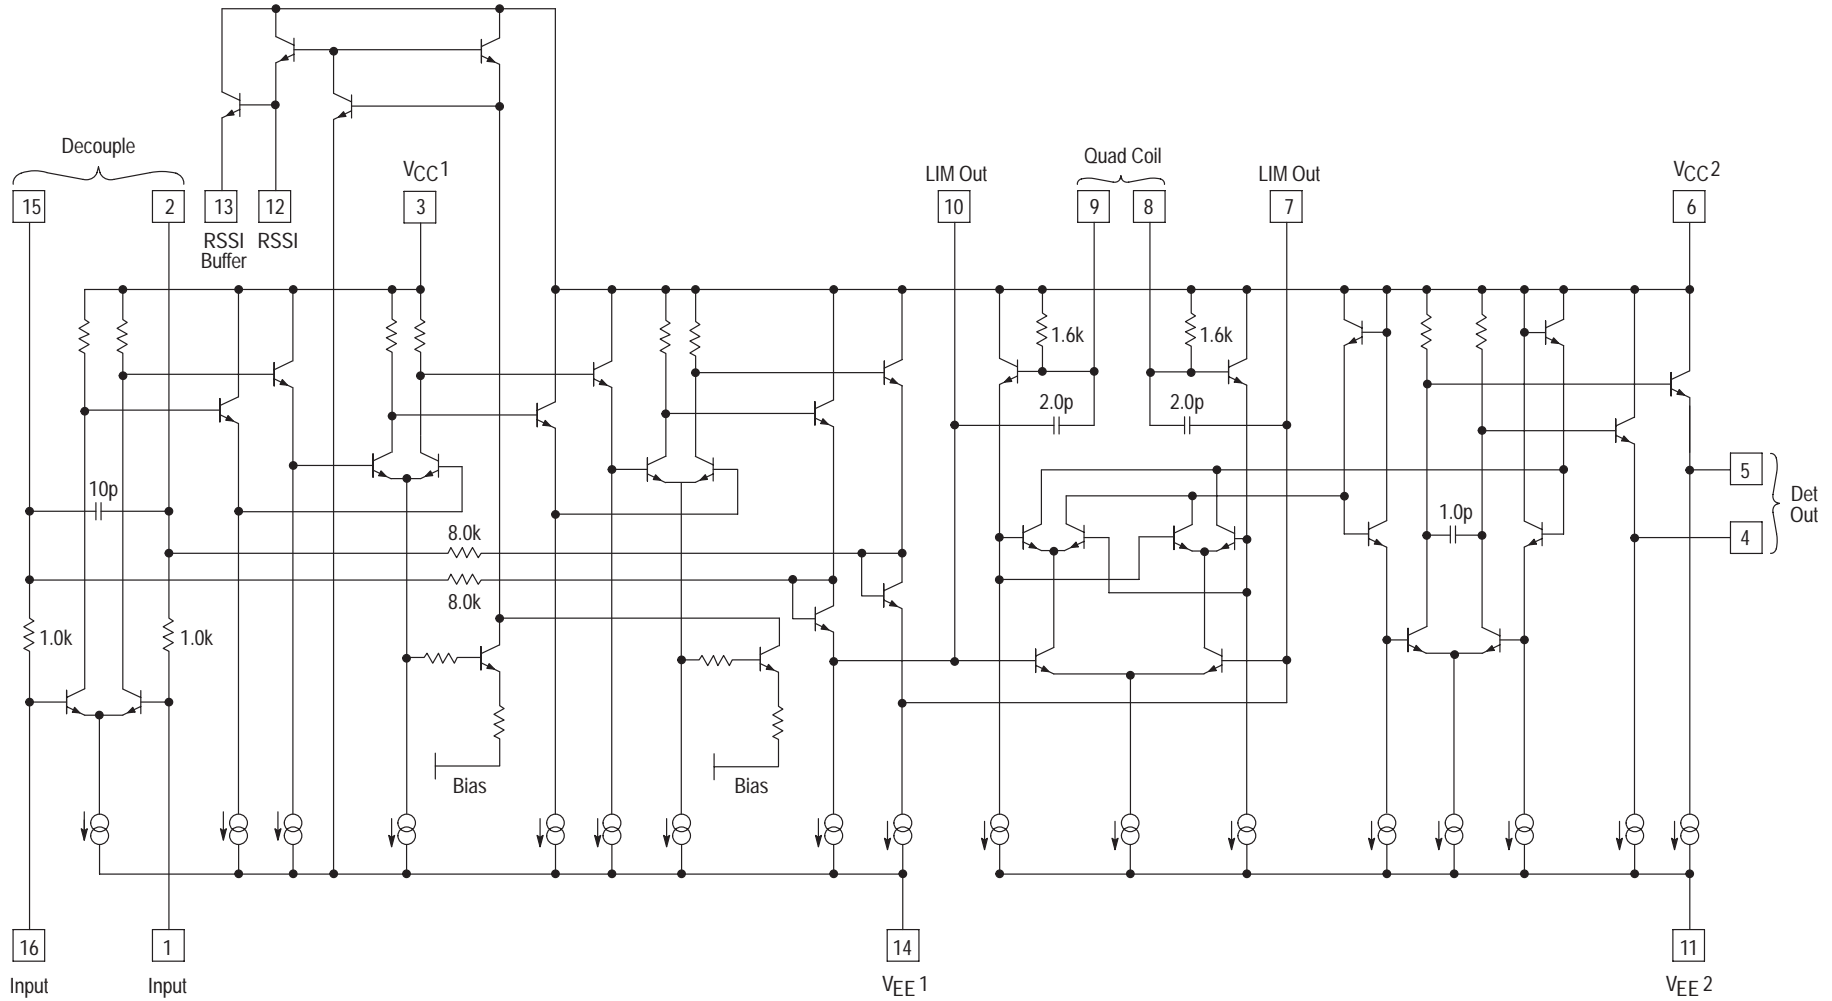 Decouple
VCC1
LIM Out
Quad Coil
LIM Out
VCC2
15
2
13
12
3
10
9
8
7
6
RSSI
Buffer
RSSI
1.6k
1.6k
2.0p
2.0p
10p
8.0k
8.0k
1.0p
5
4
Det
Out
1.0k
1.0k
Bias
Bias
16
1
14
11
Input
Input
VEE1
VEE2